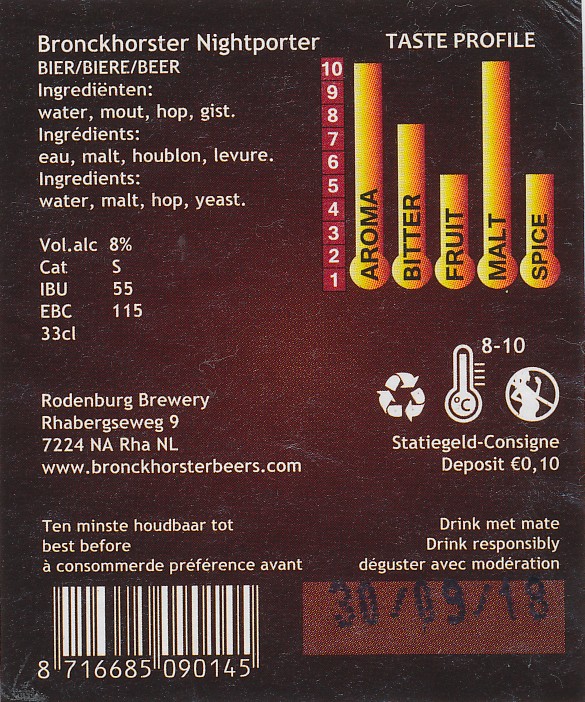 Bronckhorster Nightporter
BIER/BIERE/BEER
Ingrediënten:
water, mout, hop, gist.
Ingrédients:
eau, malt, houblon, levure.
Ingredients:
water, malt, hop, yeast.
Vol.alc 8%
Cat S
IBU 55
EBC 115
33cl
TASTE PROFILE
10
9
8
7
6
5
4
3
2
1
AROMA
BITTER
FRUIT
MALT
SPICE
8-10
°C
Rodenburg Brewery
Rhabergseweg 9
7224 NA Rha NL
www.bronckhorsterbeers.com
Statiegeld-Consigne
Deposit €0,10
Ten minste houdbaar tot
best before
à consommerde préférence avant
Drink met mate
Drink responsibly
déguster avec modération
30/09/18
8 716685 090145